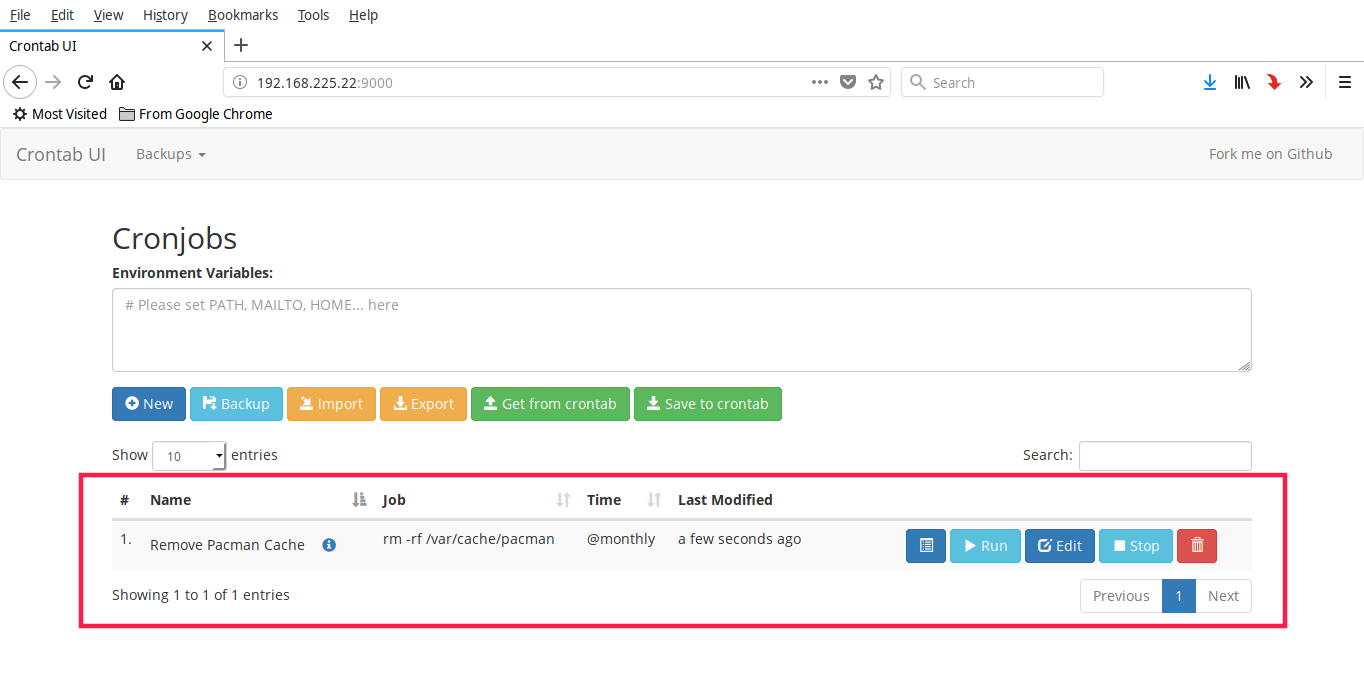 File Edit View History Bookmarks Tools Help
Crontab UI
192.168.225.22:9000 Search
Most Visited From Google Chrome
Crontab UI Backups Fork me on Github
Cronjobs
Environment Variables:
# Please set PATH, MAILTO, HOME... here
New Backup Import Export Get from crontab Save to crontab
Show 10 entries Search:
# Name Job Time Last Modified
1. Remove Pacman Cache rm -rf /var/cache/pacman @monthly a few seconds ago Run Edit Stop
Showing 1 to 1 of 1 entries Previous 1 Next